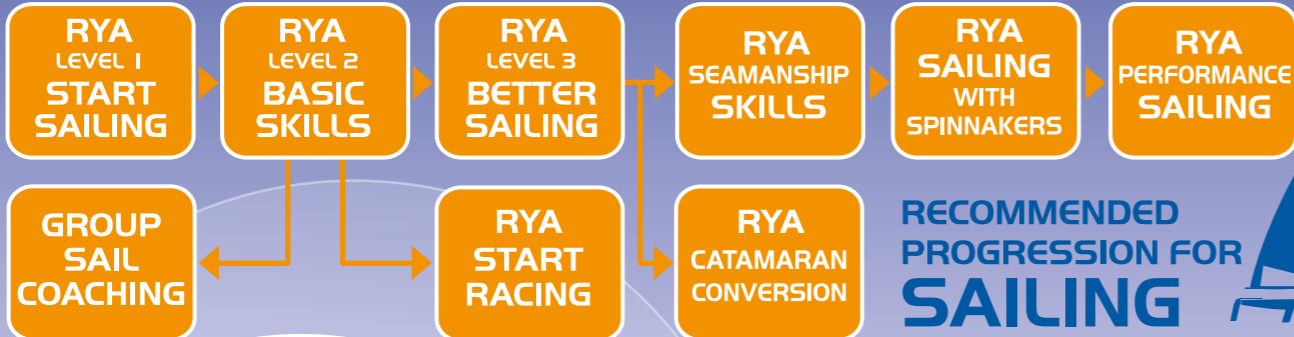 RYA
LEVEL 1
START
SAILING
RYA
LEVEL 2
BASIC
SKILLS
RYA
LEVEL 3
BETTER
SAILING
RYA
SEAMANSHIP
SKILLS
RYA
SAILING
WITH
SPINNAKERS
RYA
PERFORMANCE
SAILING
GROUP
SAIL
COACHING
RYA
START
RACING
RYA
CATAMARAN
CONVERSION
RECOMMENDED
PROGRESSION FOR
SAILING